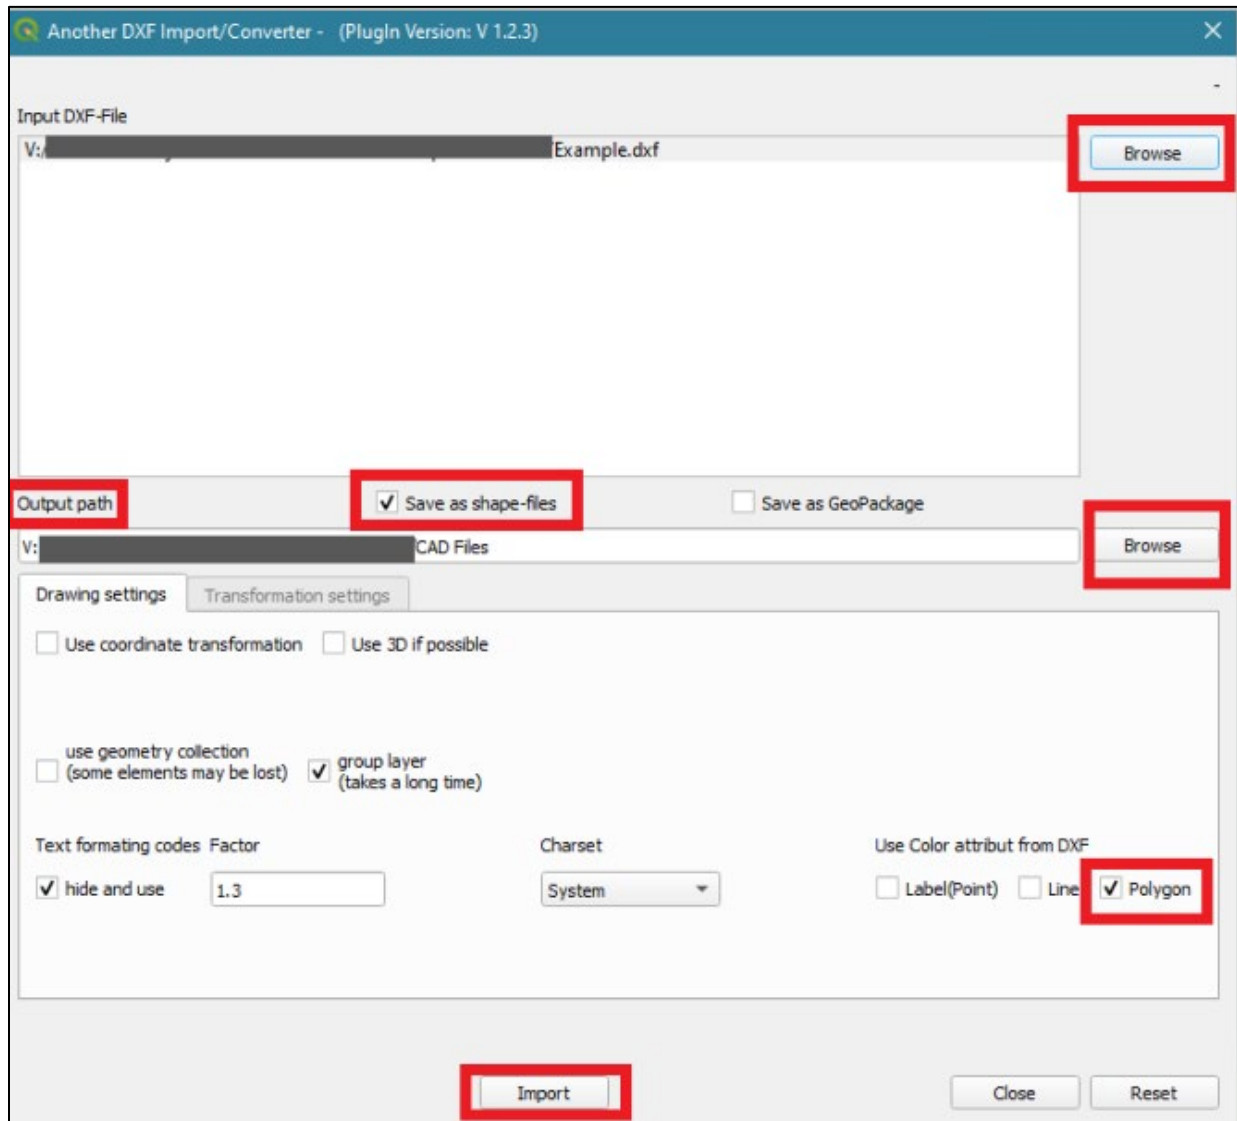 Another DXF Import/Converter - (PlugIn Version: V 1.2.3)
-
Input DXF-File
V:/ Example.dxf
Browse
Output path
Save as shape-files
Save as GeoPackage
V: /CAD Files
Browse
Drawing settings
Transformation settings
Use coordinate transformation
Use 3D if possible
use geometry collection
(some elements may be lost)
group layer
(takes a long time)
Text formating codes
Factor
Charset
Use Color attribut from DXF
hide and use
1.3
System
Label(Point)
Line
Polygon
Import
Close
Reset